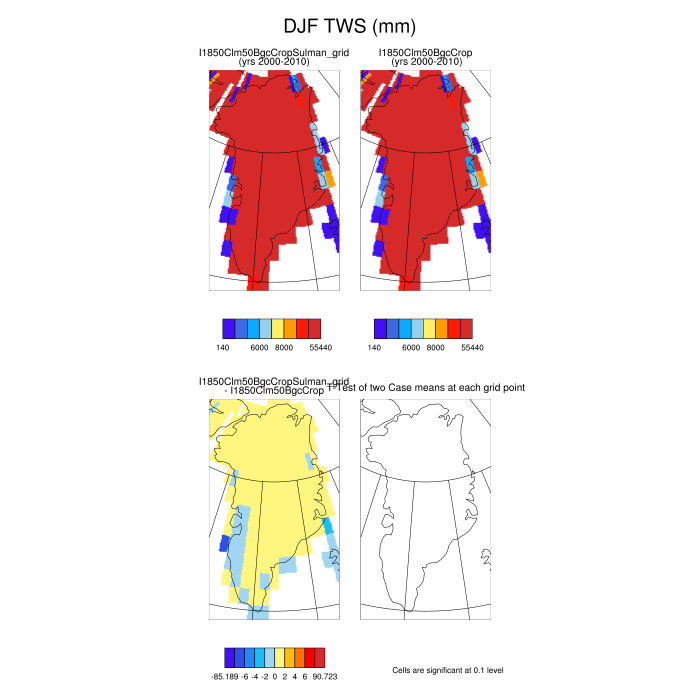 DJF TWS (mm)
I1850Clm50BgcCropSulman_grid
(yrs 2000-2010)
I1850Clm50BgcCrop
(yrs 2000-2010)
140 6000 8000 55440
140 6000 8000 55440
I1850Clm50BgcCropSulman_grid
- I1850Clm50BgcCrop
T-Test of two Case means at each grid point
-85.189 -6 -4 -2 0 2 4 6 90.723
Cells are significant at 0.1 level